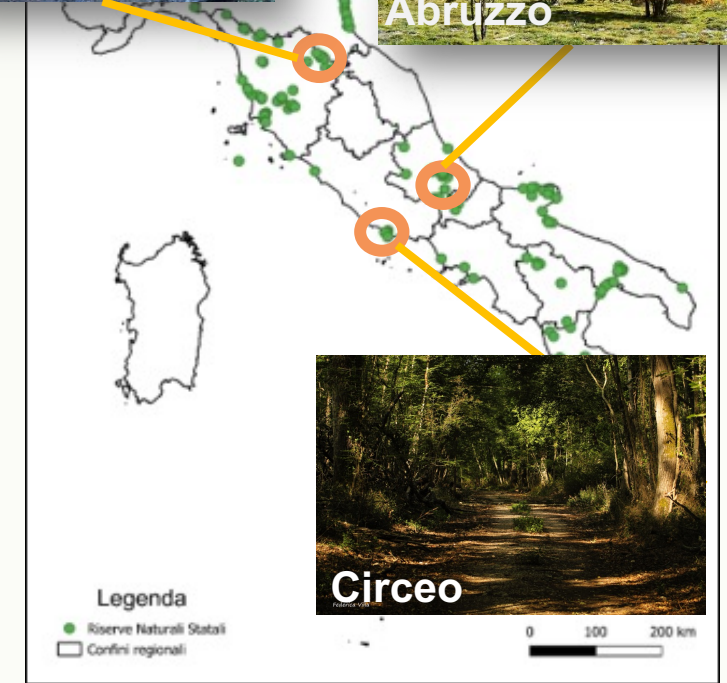 Abruzzo
Circeo
Legenda
Riserve Naturali Statali
Confini regionali
0 100 200 km